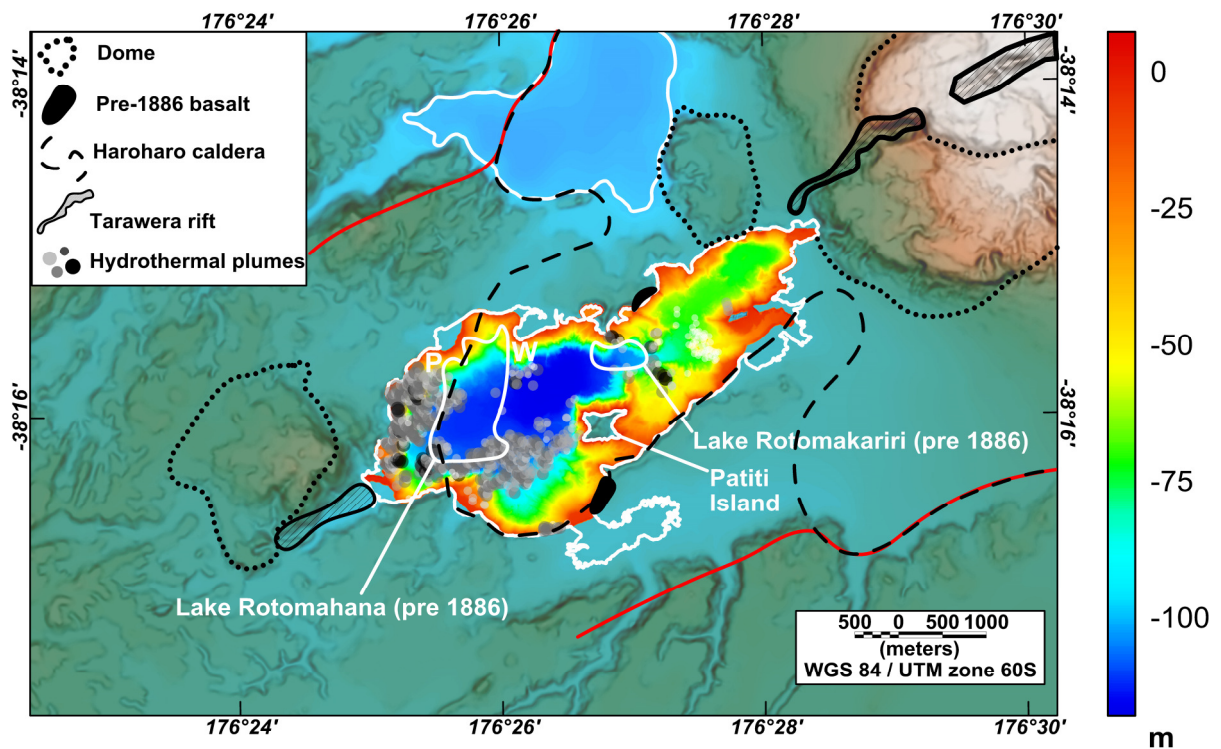 176°24′
176°26′
176°28′
176°30′
-38°14′
-38°14′
Dome
Pre-1886 basalt
Haroharo caldera
Tarawera rift
Hydrothermal plumes
0
-25
-50
-75
-100
m
P
W
-38°16′
-38°16′
Lake Rotomakariri (pre 1886)
Patiti
Island
Lake Rotomahana (pre 1886)
500 0 500 1000
(meters)
WGS 84 / UTM zone 60S
176°24′
176°26′
176°28′
176°30′